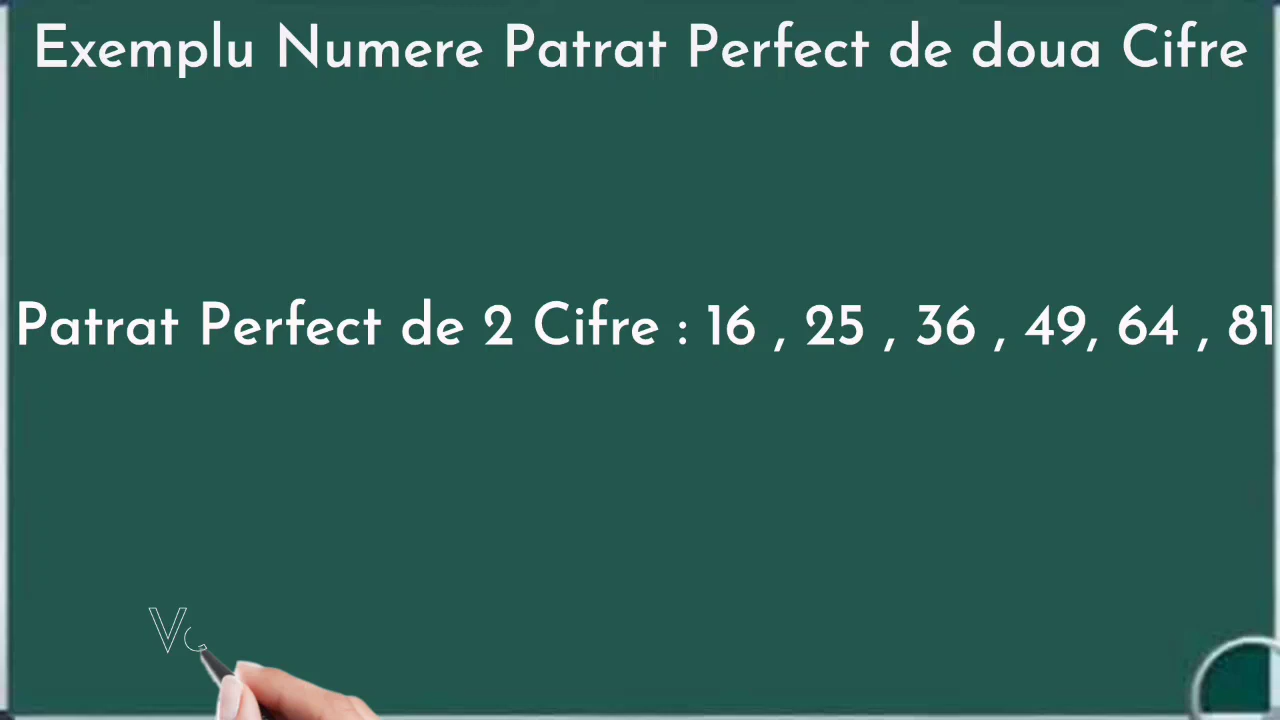 Exemplu Numere Patrat Perfect de doua Cifre
Patrat Perfect de 2 Cifre : 16 , 25 , 36 , 49, 64 , 81